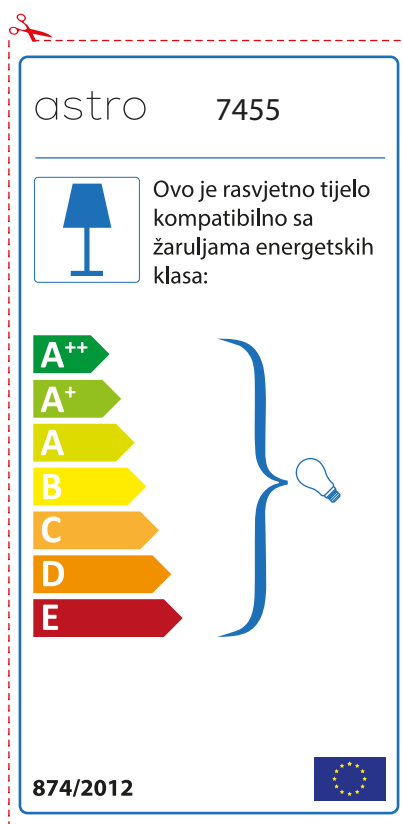 astro 7455
Ovo je rasvjetno tijelo
kompatibilno sa
žaruljama energetskih
klasa:
A++
A+
A
B
C
D
E
874/2012